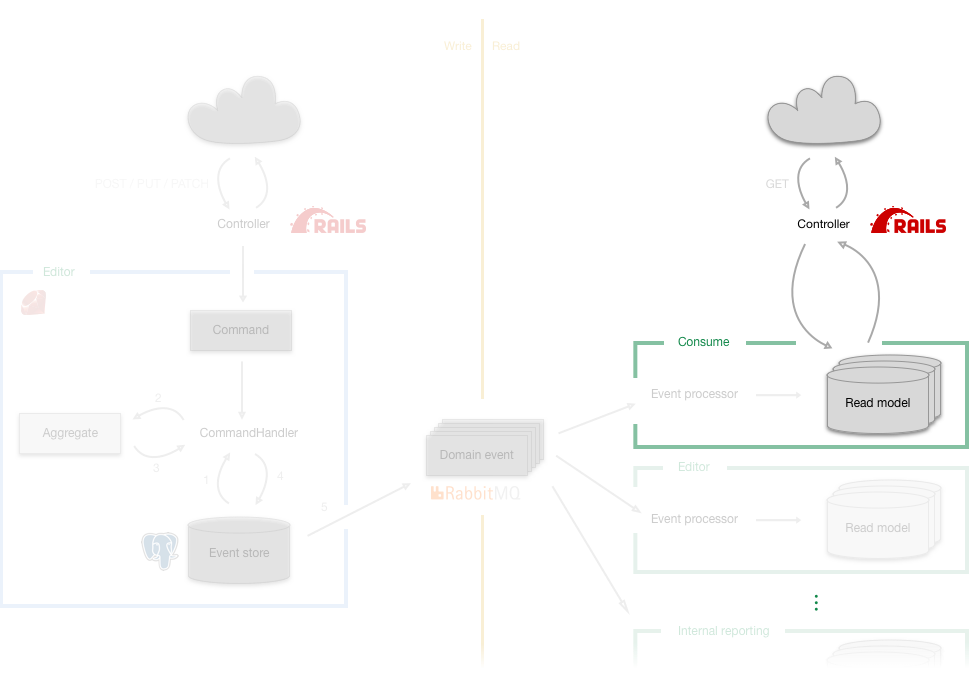 Write
Read
POST / PUT / PATCH
Controller
RAILS
Editor
Command
2
Aggregate
CommandHandler
3
1
4
5
Event store
Domain event
RabbitMQ
GET
Controller
RAILS
Consume
Event processor
Read model
Editor
Event processor
Read model
Internal reporting